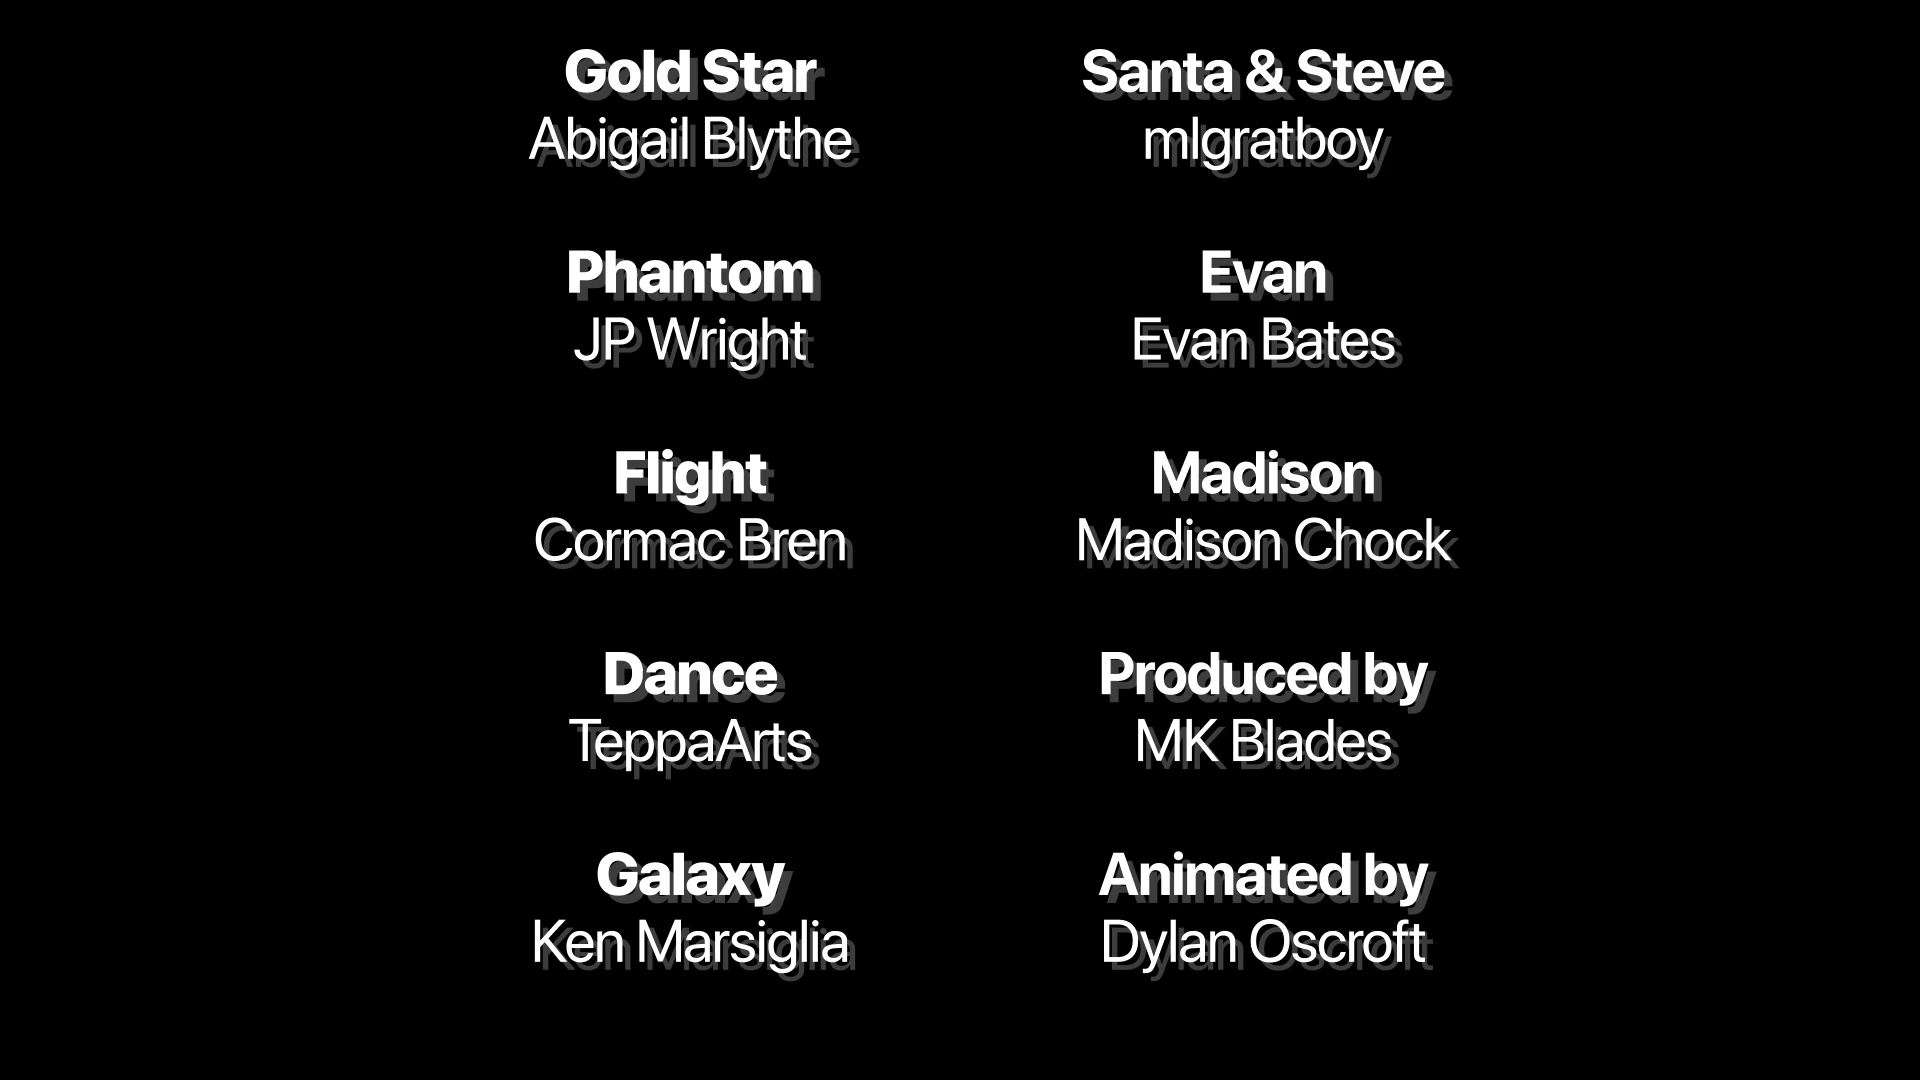 Gold Star
Abigail Blythe
Phantom
JP Wright
Flight
Cormac Bren
Dance
TeppaArts
Galaxy
Ken Marsiglia
Santa & Steve
mlgratboy
Evan
Evan Bates
Madison
Madison Chock
Produced by
MK Blades
Animated by
Dylan Oscroft